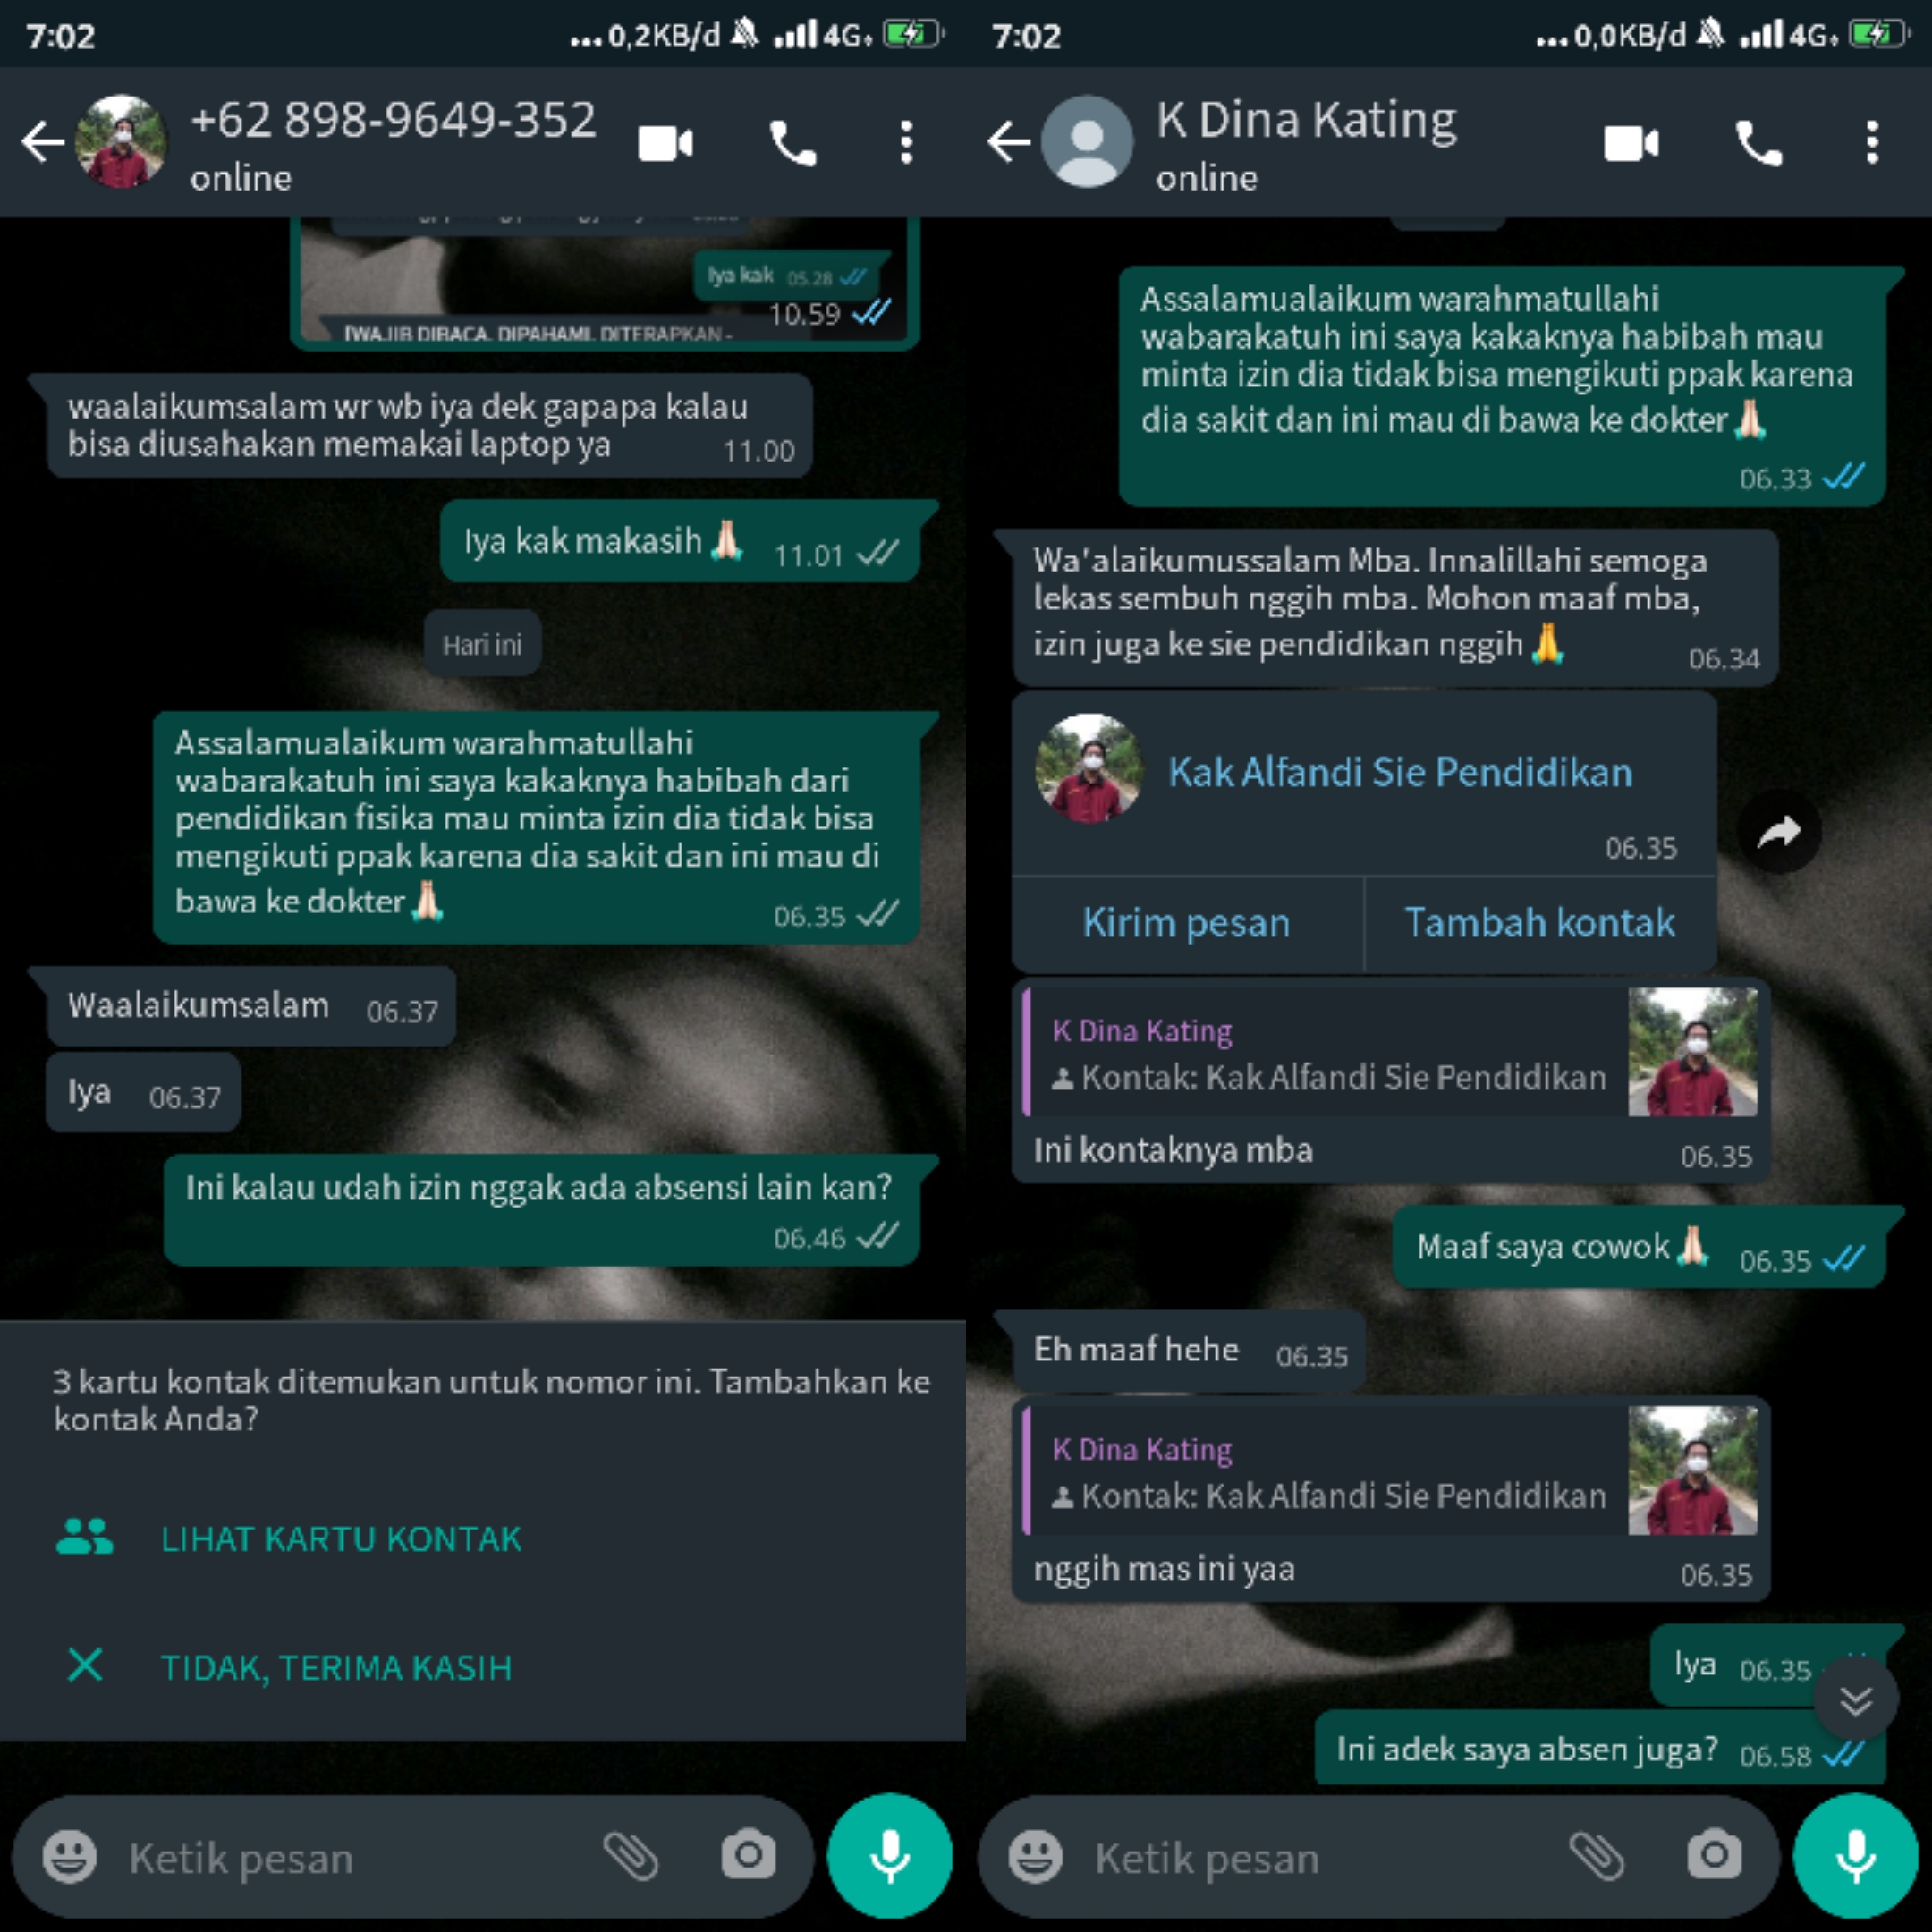 7:02
... 0,2KB/d 4G+
+62 898-9649-352
online
Iya kak 05.28
10.59
[WAJIB DIBACA, DIPAHAMI, DITERAPKAN -
waalaikumsalam wr wb iya dek gapapa kalau
bisa diusahakan memakai laptop ya 11.00
Iya kak makasih🙏🏻 11.01
Hari ini
Assalamualaikum warahmatullahi
wabarakatuh ini saya kakaknya habibah dari
pendidikan fisika mau minta izin dia tidak bisa
mengikuti ppak karena dia sakit dan ini mau di
bawa ke dokter🙏🏻 06.35
Waalaikumsalam 06.37
Iya 06.37
Ini kalau udah izin nggak ada absensi lain kan?
06.46
3 kartu kontak ditemukan untuk nomor ini. Tambahkan ke
kontak Anda?
LIHAT KARTU KONTAK
TIDAK, TERIMA KASIH
Ketik pesan
7:02
... 0,0KB/d 4G+
K Dina Kating
online
Assalamualaikum warahmatullahi
wabarakatuh ini saya kakaknya habibah mau
minta izin dia tidak bisa mengikuti ppak karena
dia sakit dan ini mau di bawa ke dokter🙏🏻
06.33
Wa'alaikumussalam Mba. Innalillahi semoga
lekas sembuh nggih mba. Mohon maaf mba,
izin juga ke sie pendidikan nggih🙏 06.34
Kak Alfandi Sie Pendidikan
06.35
Kirim pesan Tambah kontak
K Dina Kating
Kontak: Kak Alfandi Sie Pendidikan
Ini kontaknya mba 06.35
Maaf saya cowok🙏🏻 06.35
Eh maaf hehe 06.35
K Dina Kating
Kontak: Kak Alfandi Sie Pendidikan
nggih mas ini yaa 06.35
Iya 06.35
Ini adek saya absen juga? 06.58
Ketik pesan